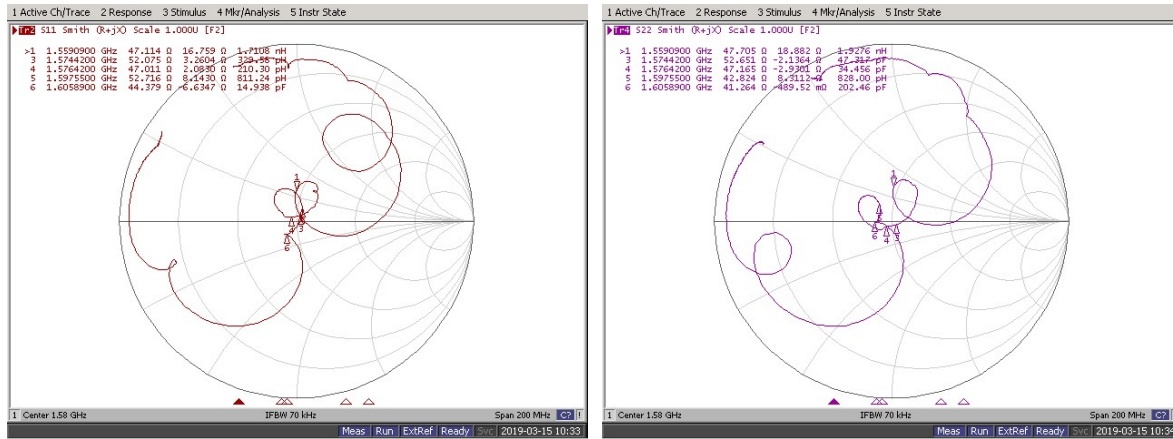 1 Active Ch/Trace 2 Response 3 Stimulus 4 Mkr/Analysis 5 Instr State
Tr2 S11 Smith (R+jX) Scale 1.000U [F2]
>1 1.5590900 GHz 47.114 Ω 16.759 Ω 1.7108 nH
3 1.5744200 GHz 52.075 Ω 3.2604 Ω 329.58 pH
4 1.5764200 GHz 47.011 Ω 2.0830 Ω 210.30 pH
5 1.5975500 GHz 52.716 Ω 8.1430 Ω 811.24 pH
6 1.6058900 GHz 44.379 Ω -6.6347 Ω 14.938 pF
1
3
4
6
1 Center 1.58 GHz IFBW 70 kHz Span 200 MHz C? !
Meas Run ExtRef Ready Svc 2019-03-15 10:33
1 Active Ch/Trace 2 Response 3 Stimulus 4 Mkr/Analysis 5 Instr State
Tr4 S22 Smith (R+jX) Scale 1.000U [F2]
>1 1.5590900 GHz 47.705 Ω 18.882 Ω 1.9276 nH
3 1.5744200 GHz 52.651 Ω -2.1364 Ω 47.317 pF
4 1.5764200 GHz 47.165 Ω -2.9301 Ω 34.456 pF
5 1.5975500 GHz 42.824 Ω 8.3112 Ω 828.00 pH
6 1.6058900 GHz 41.264 Ω -489.52 mΩ 202.46 pF
1
6
4
3
1 Center 1.58 GHz IFBW 70 kHz Span 200 MHz C?
Meas Run ExtRef Ready Svc 2019-03-15 10:34